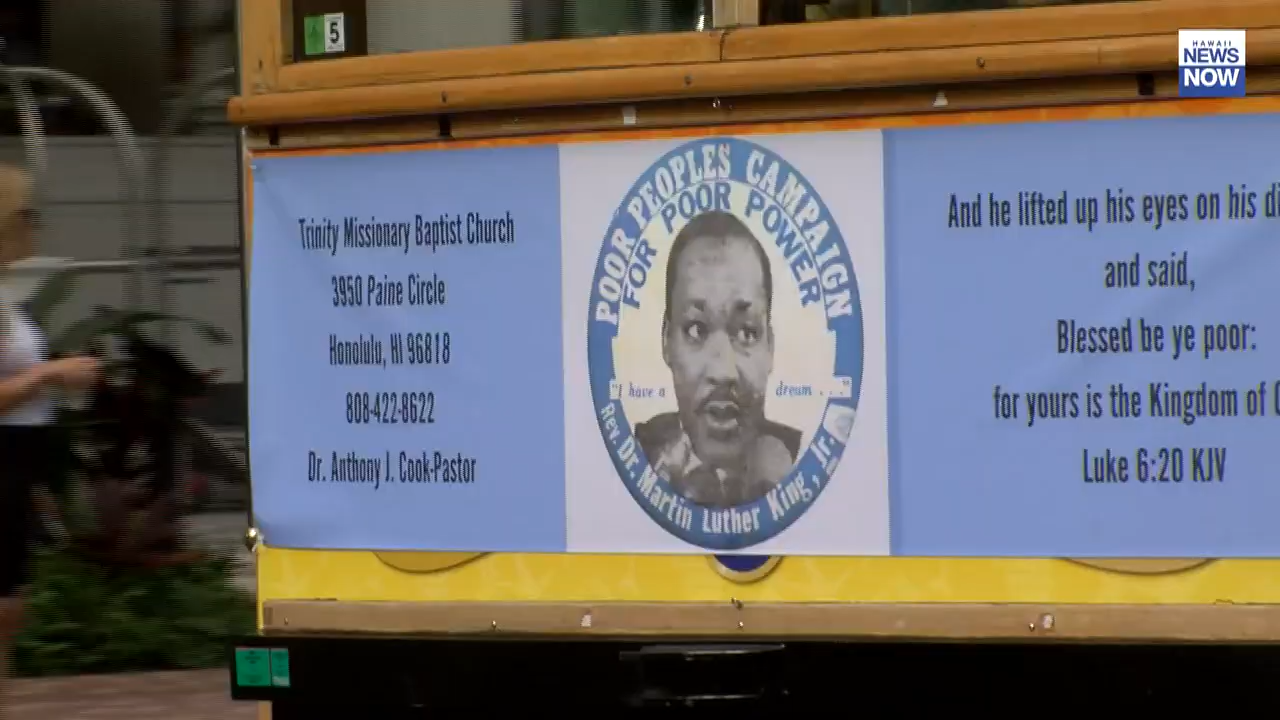 5
HAWAII
NEWS
NOW
Trinity Missionary Baptist Church
3950 Paine Circle
Honolulu, HI 96818
808-422-8622
Dr. Anthony J. Cook-Pastor
POOR PEOPLES CAMPAIGN
FOR POOR POWER
"I have a dream . . ."
Rev. Dr. Martin Luther King, Jr.
And he lifted up his eyes on his
and said,
Blessed be ye poor:
for yours is the Kingdom of
Luke 6:20 KJV